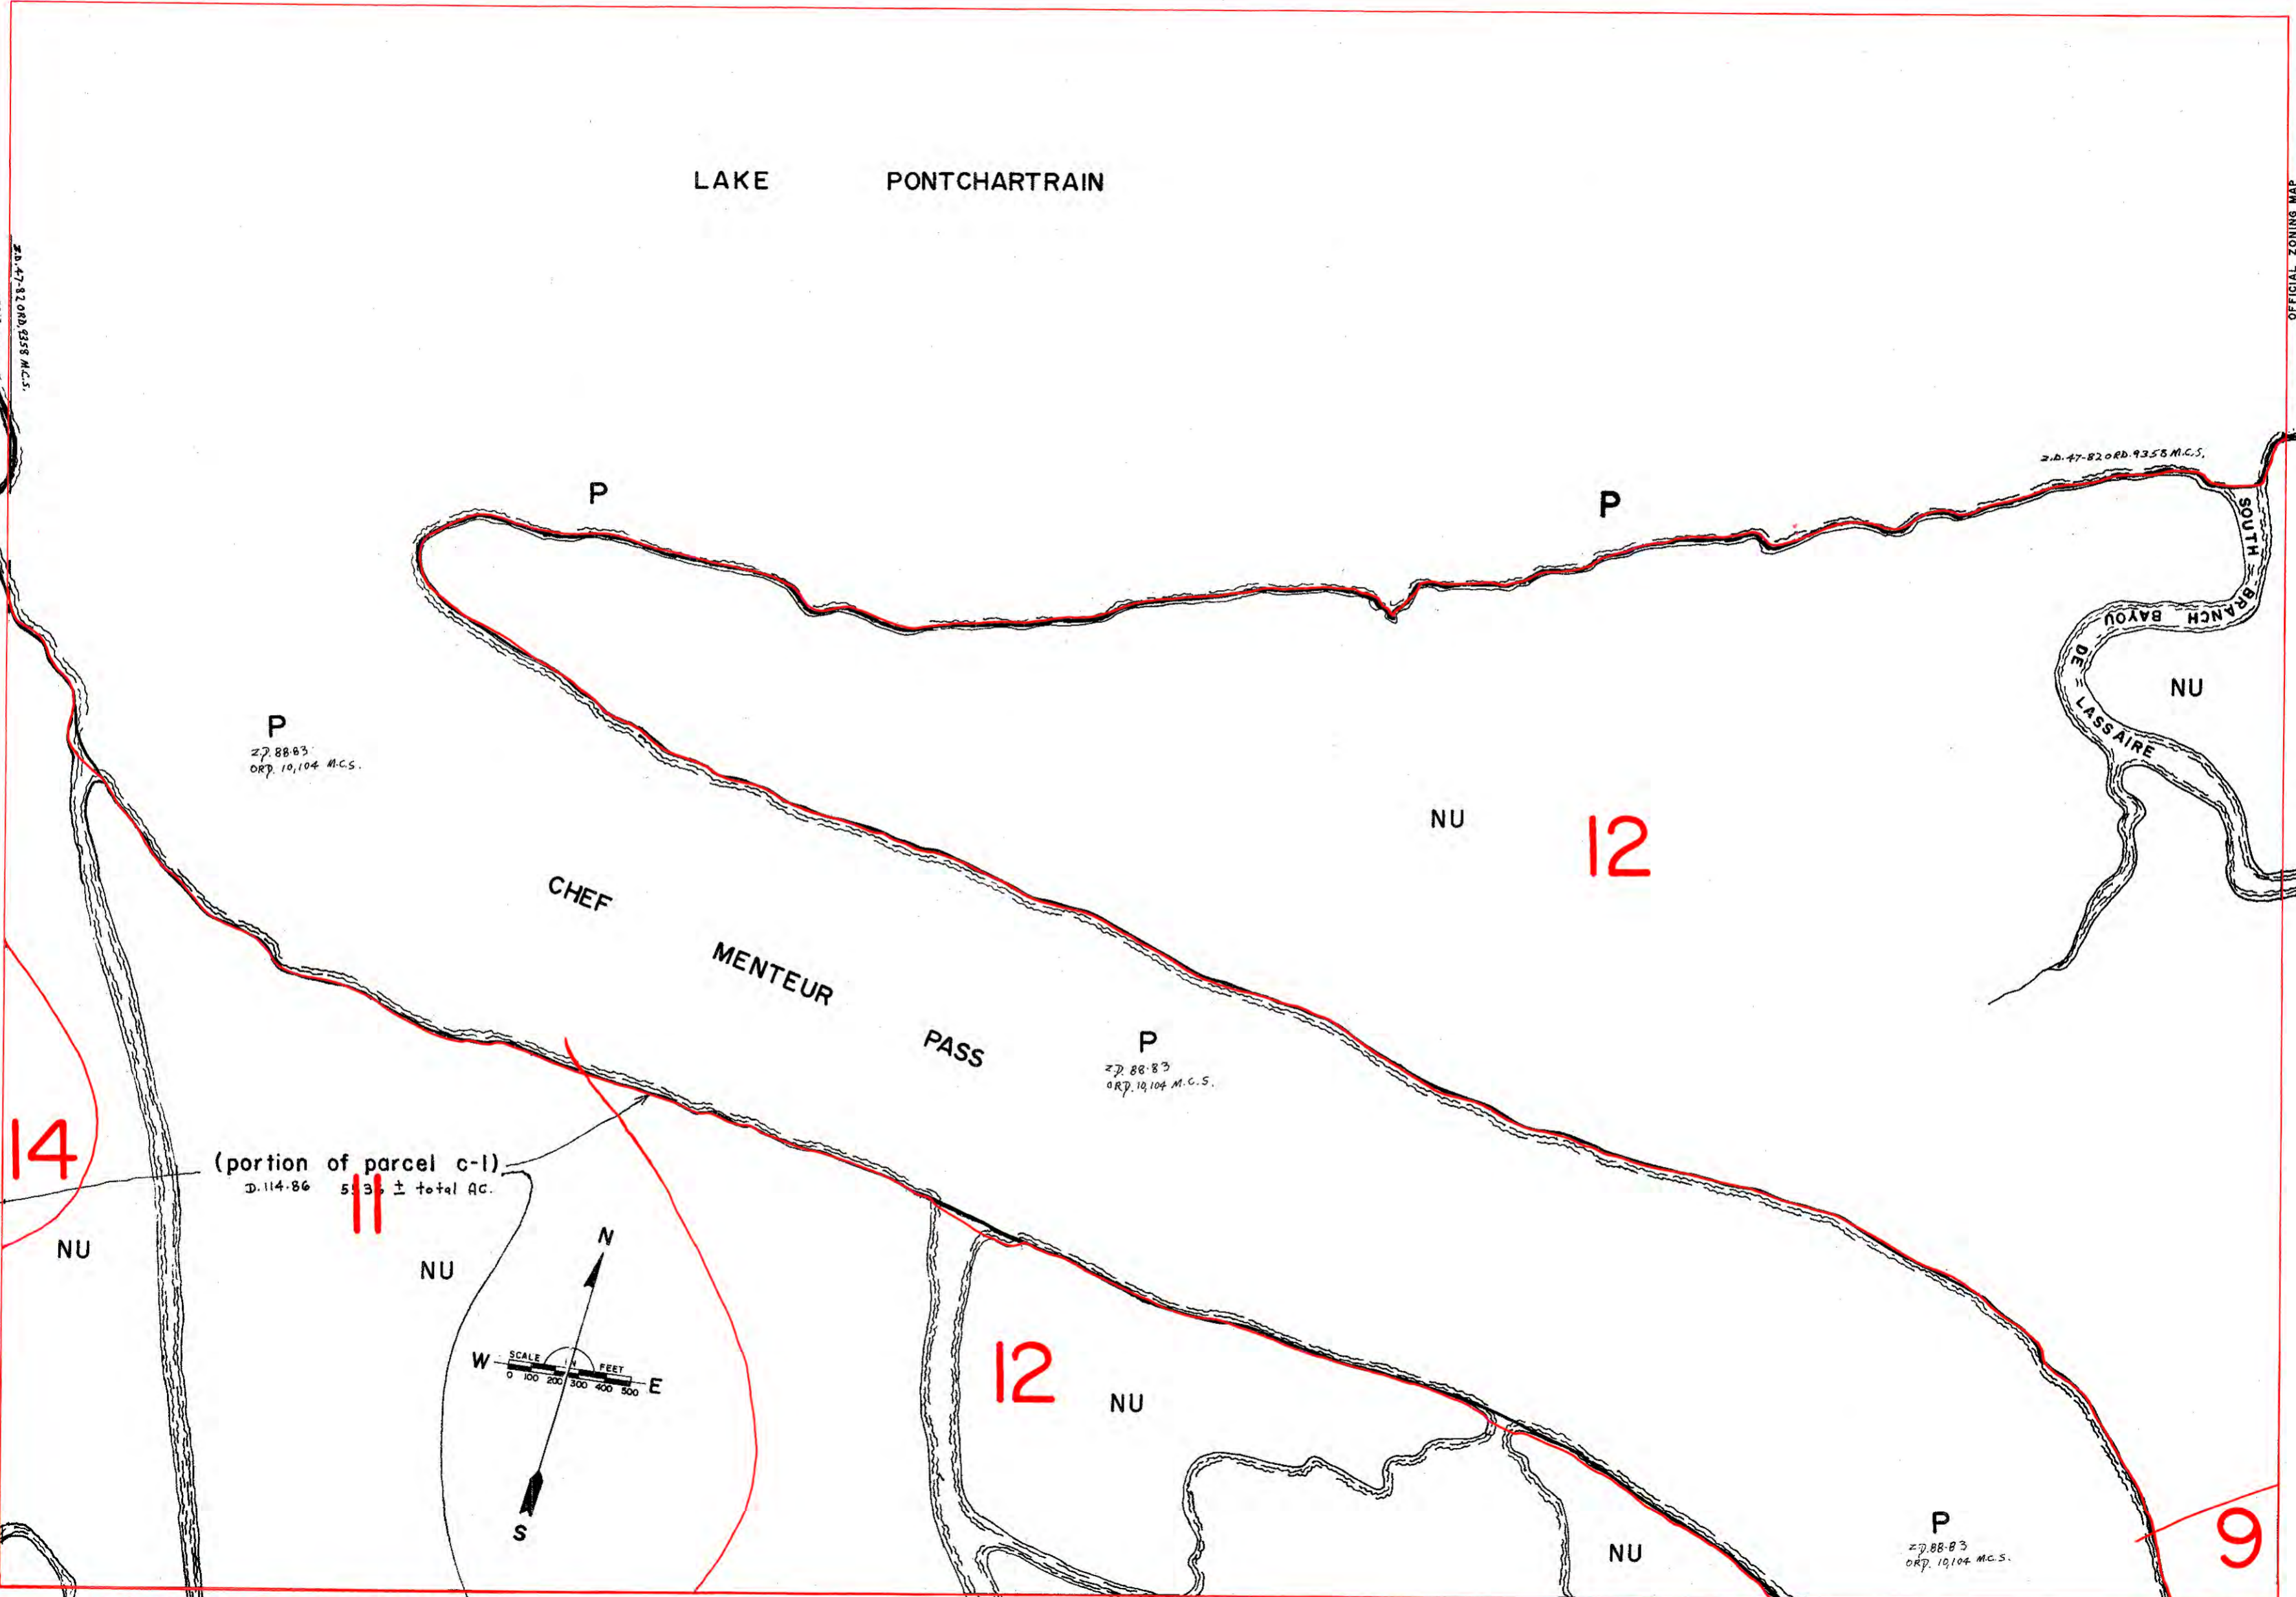 LAKE PONTCHARTRAIN
OFFICIAL ZONING MAP
Z.D. 47-82 ORD. 9358 M.C.S.
Z.D. 47-82 ORD. 9358 M.C.S.
P
P
SOUTH BRANCH BAYOU DE LASSAIRE
NU
P
Z.D. 88-83
ORD. 10,104 M.C.S.
NU
12
CHEF MENTEUR PASS
P
Z.D. 88-83
ORD. 10,104 M.C.S.
14
(portion of parcel c-1)
D. 114-86 ± total AC.
11
NU
NU
N
W
SCALE IN FEET
0 100 200 300 400 500
E
S
12
NU
NU
P
Z.D. 88-83
ORD. 10,104 M.C.S.
9